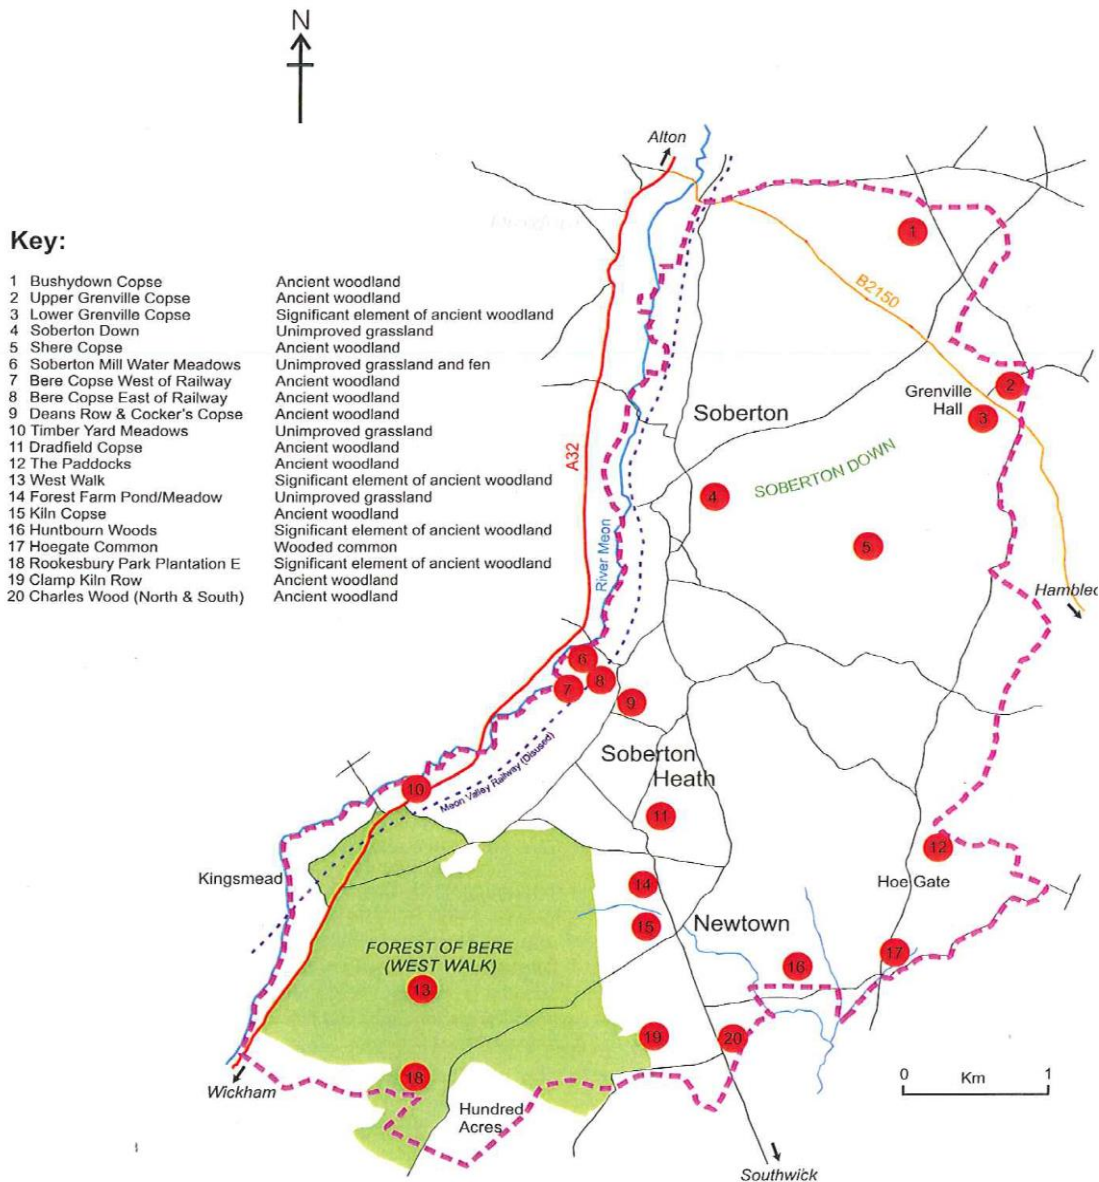 N
Alton
Key:
1 Bushydown Copse Ancient woodland
2 Upper Grenville Copse Ancient woodland
3 Lower Grenville Copse Significant element of ancient woodland
4 Soberton Down Unimproved grassland
5 Shere Copse Ancient woodland
6 Soberton Mill Water Meadows Unimproved grassland and fen
7 Bere Copse West of Railway Ancient woodland
8 Bere Copse East of Railway Ancient woodland
9 Deans Row & Cocker's Copse Ancient woodland
10 Timber Yard Meadows Unimproved grassland
11 Dradfield Copse Ancient woodland
12 The Paddocks Ancient woodland
13 West Walk Significant element of ancient woodland
14 Forest Farm Pond/Meadow Unimproved grassland
15 Kiln Copse Ancient woodland
16 Huntbourn Woods Significant element of ancient woodland
17 Hoegate Common Wooded common
18 Rookesbury Park Plantation E Significant element of ancient woodland
19 Clamp Kiln Row Ancient woodland
20 Charles Wood (North & South) Ancient woodland
1
B2150
2
Grenville
Hall
3
Soberton
A32
SOBERTON DOWN
4
5
River Meon
Hambled
6
8
7
9
Meon Valley Railway (Disused)
Soberton
Heath
10
11
12
Kingsmead
Hoe Gate
14
Newtown
15
FOREST OF BERE
(WEST WALK)
17
16
13
19
20
18
0 Km 1
Wickham
Hundred
Acres
Southwick